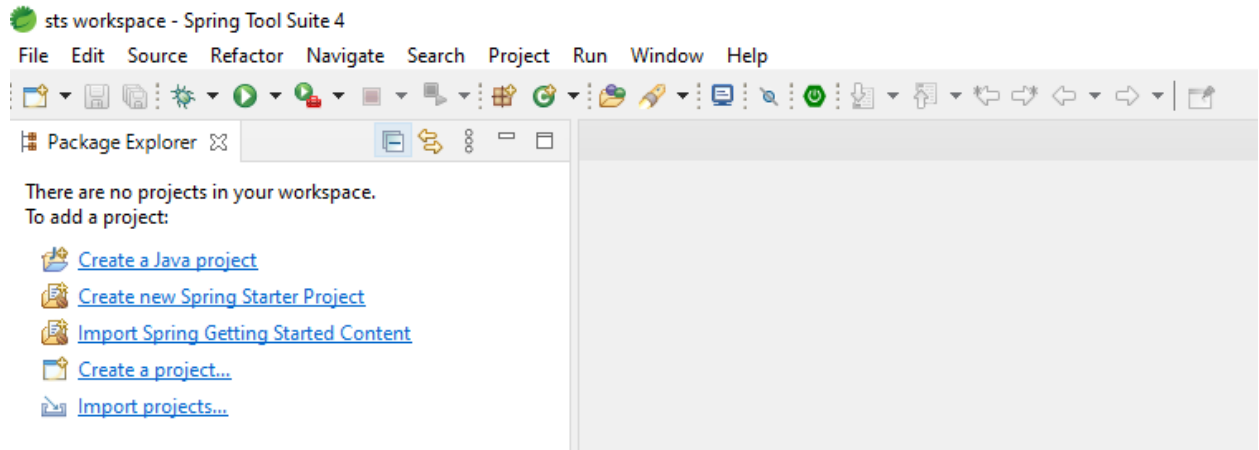 sts workspace - Spring Tool Suite 4
File Edit Source Refactor Navigate Search Project Run Window Help
Package Explorer
There are no projects in your workspace.
To add a project:
Create a Java project
Create new Spring Starter Project
Import Spring Getting Started Content
Create a project...
Import projects...